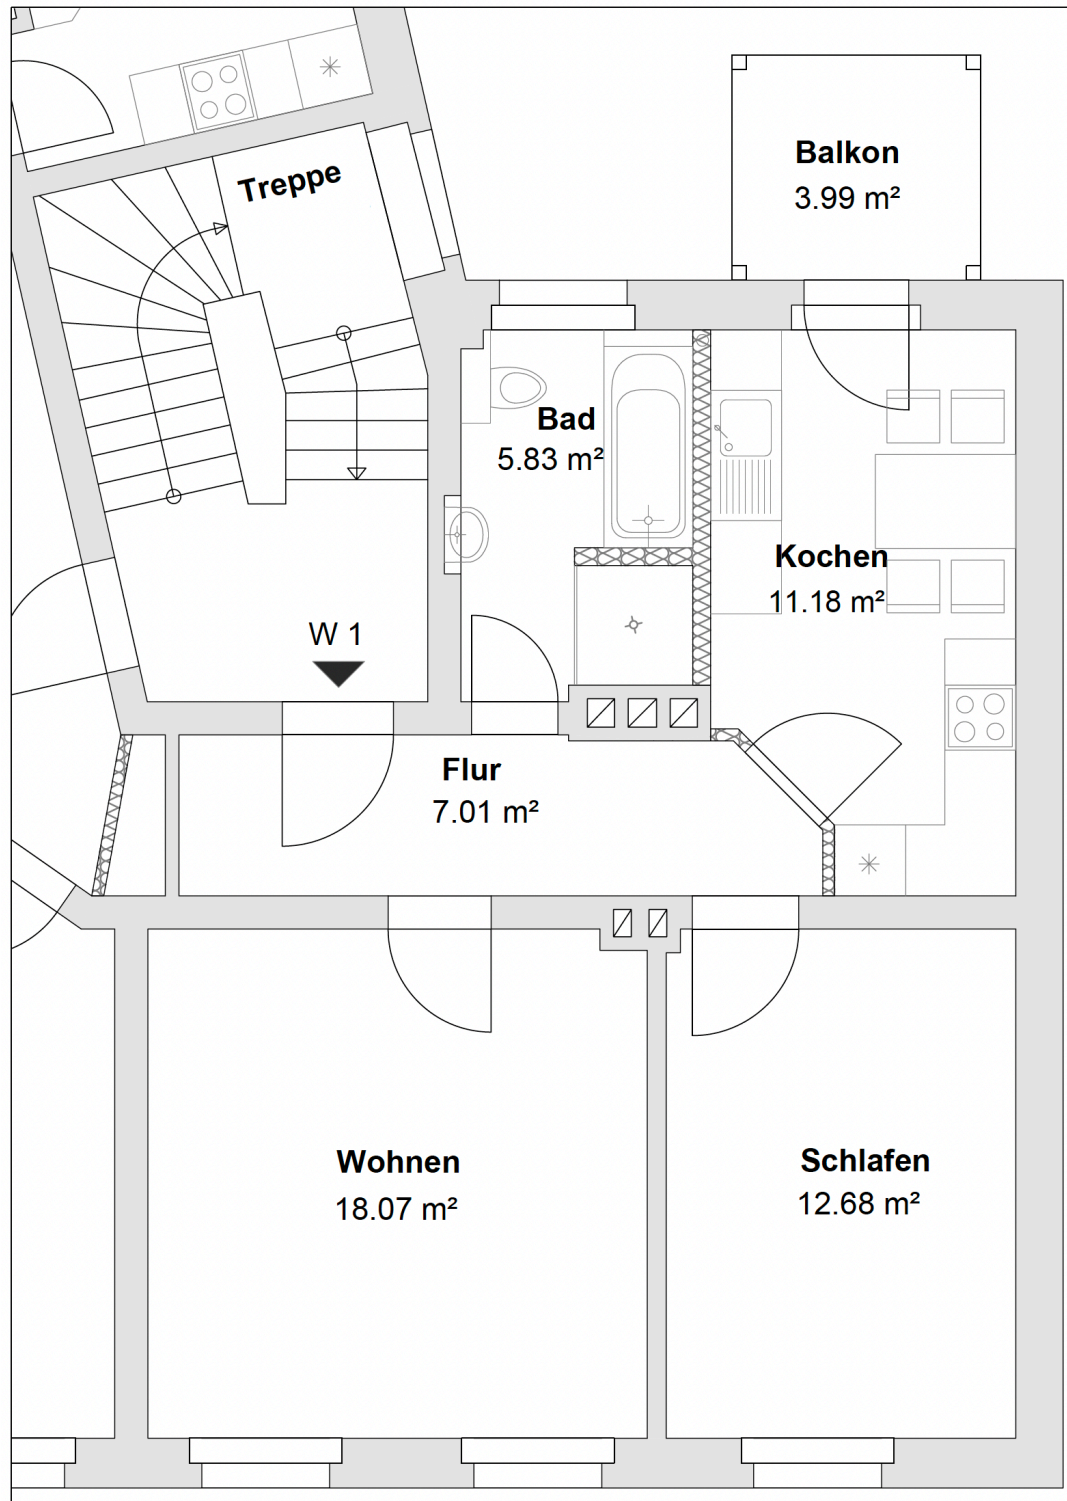 Treppe
Balkon
3.99 m²
Bad
5.83 m²
Kochen
11.18 m²
W 1
Flur
7.01 m²
Wohnen
18.07 m²
Schlafen
12.68 m²